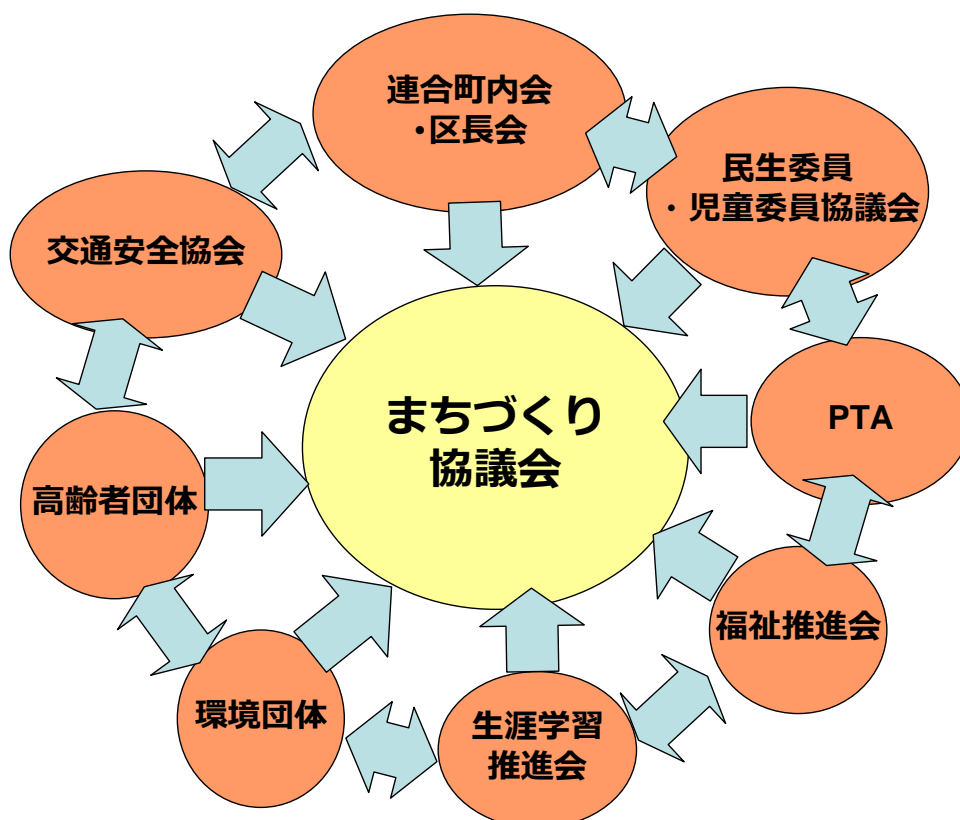 連合町内会
・区長会
民生委員
・児童委員協議会
交通安全協会
まちづくり
協議会
PTA
高齢者団体
福祉推進会
環境団体
生涯学習
推進会